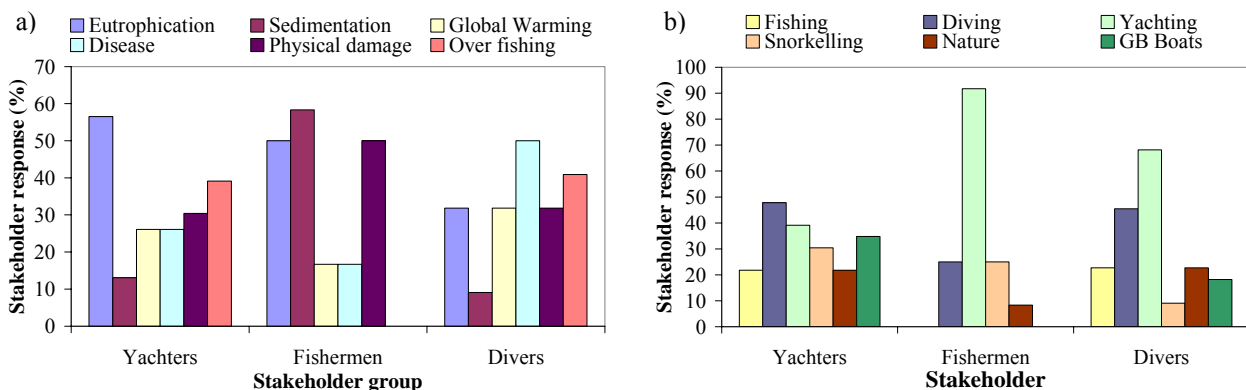 a)
Eutrophication Sedimentation Global Warming
Disease Physical damage Over fishing
Stakeholder response (%)
70
60
50
40
30
20
10
0
Yachters Fishermen Divers
Stakeholder group
b)
Fishing Diving Yachting
Snorkelling Nature GB Boats
Stakeholder response (%)
100
90
80
70
60
50
40
30
20
10
0
Yachters Fishermen Divers
Stakeholder